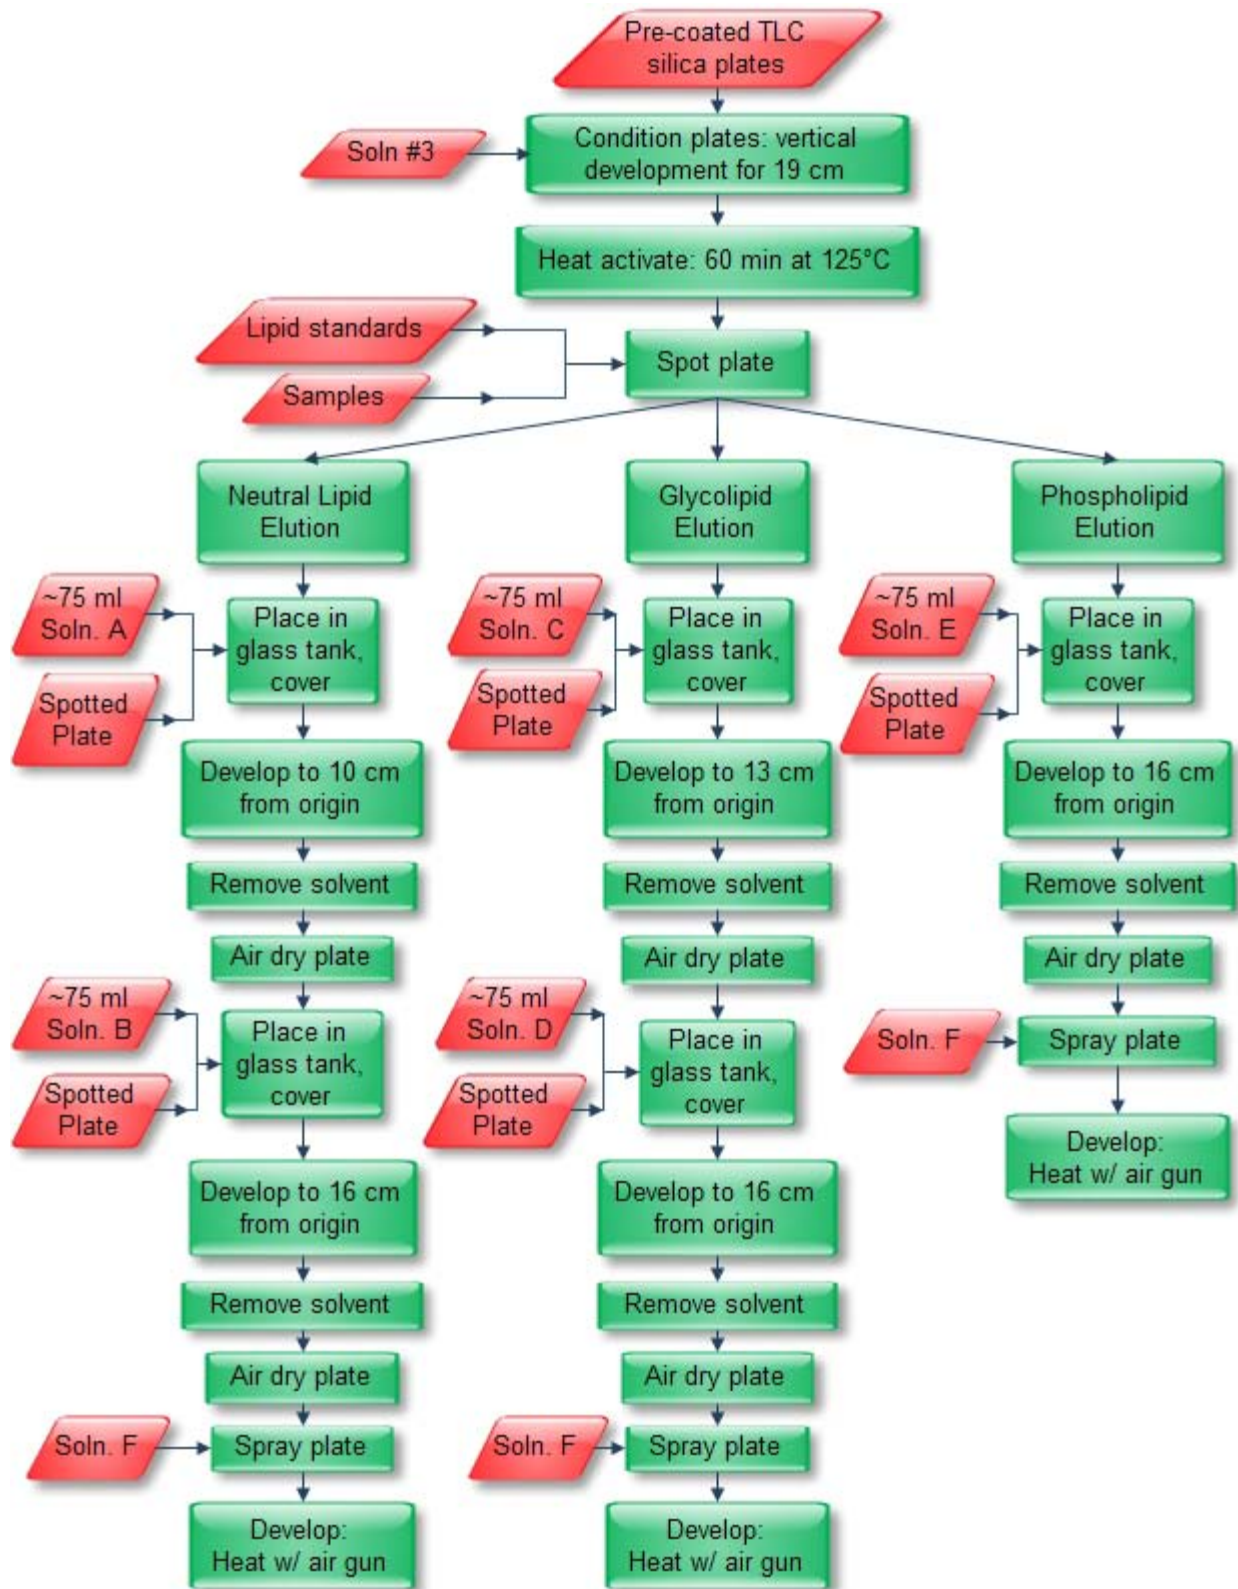 Pre-coated TLC
silica plates
Soln #3
Condition plates: vertical
development for 19 cm
Heat activate: 60 min at 125°C
Lipid standards
Samples
Spot plate
Neutral Lipid
Elution
~75 ml
Soln. A
Spotted
Plate
Place in
glass tank,
cover
Develop to 10 cm
from origin
Remove solvent
Air dry plate
~75 ml
Soln. B
Spotted
Plate
Place in
glass tank,
cover
Develop to 16 cm
from origin
Remove solvent
Air dry plate
Soln. F
Spray plate
Develop:
Heat w/ air gun
Glycolipid
Elution
~75 ml
Soln. C
Spotted
Plate
Place in
glass tank,
cover
Develop to 13 cm
from origin
Remove solvent
Air dry plate
~75 ml
Soln. D
Spotted
Plate
Place in
glass tank,
cover
Develop to 16 cm
from origin
Remove solvent
Air dry plate
Soln. F
Spray plate
Develop:
Heat w/ air gun
Phospholipid
Elution
~75 ml
Soln. E
Spotted
Plate
Place in
glass tank,
cover
Develop to 16 cm
from origin
Remove solvent
Air dry plate
Soln. F
Spray plate
Develop:
Heat w/ air gun